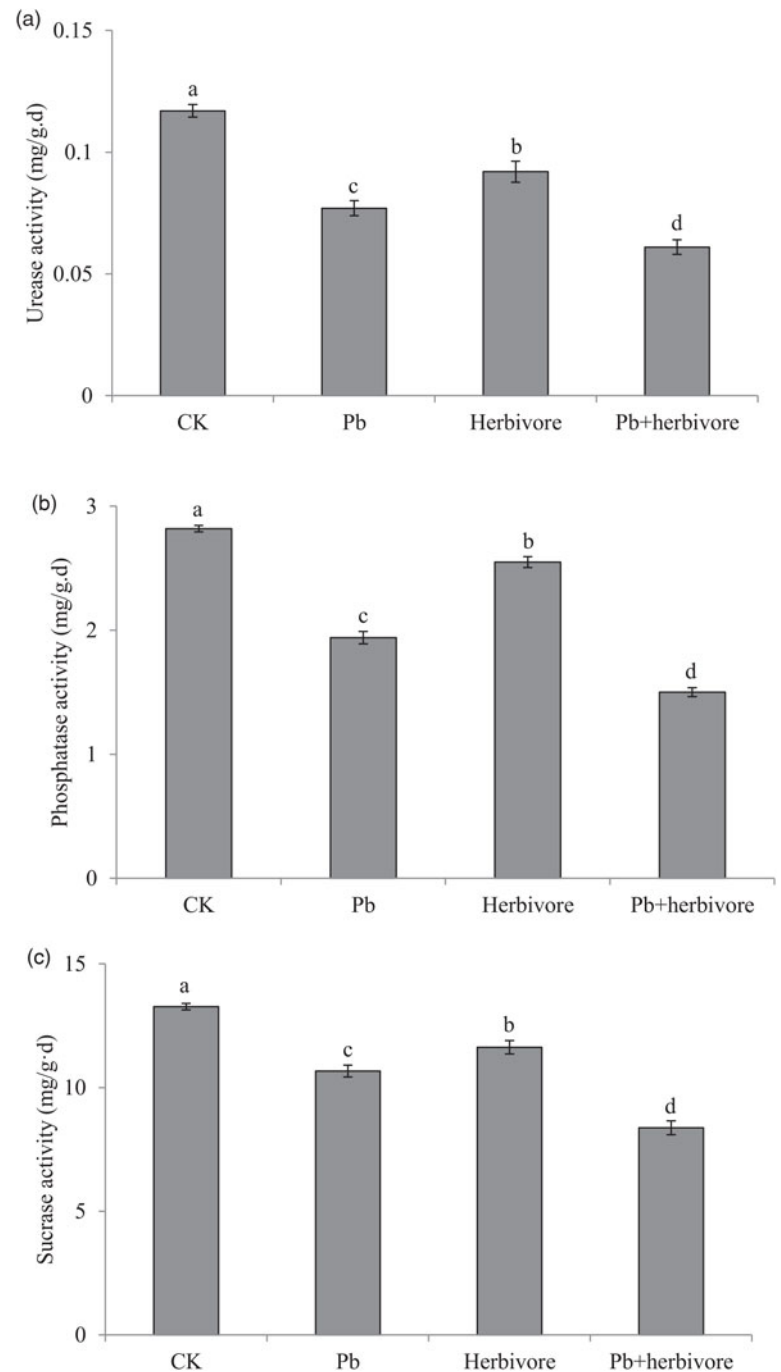 (a)
0.15
0.1
0.05
0
Urease activity (mg/g.d)
a
c
b
d
CK Pb Herbivore Pb+herbivore
(b)
3
2
1
0
Phosphatase activity (mg/g.d)
a
c
b
d
CK Pb Herbivore Pb+herbivore
(c)
15
10
5
0
Sucrase activity (mg/g·d)
a
c
b
d
CK Pb Herbivore Pb+herbivore